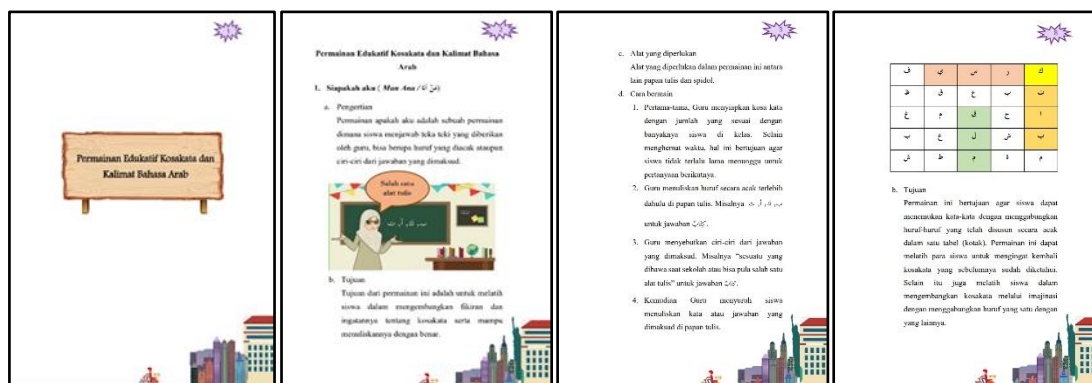 1
Permainan Edukatif Kosakata dan
Kalimat Bahasa Arab
2
Permainan Edukatif Kosakata dan Kalimat Bahasa
Arab
1. Siapakah aku ( Man Ana / مَنْ أَنَا)
a. Pengertian
Permainan apakah aku adalah sebuah permainan
dimana siswa menjawab teka teki yang diberikan
oleh guru, bisa berupa huruf yang diacak ataupun
ciri-ciri dari jawaban yang dimaksud.
Salah satu
alat tulis
b. Tujuan
Tujuan dari permainan ini adalah untuk melatih
siswa dalam mengembangkan fikiran dan
ingatannya tentang kosakata serta mampu
menuliskannya dengan benar.
3
c. Alat yang diperlukan
Alat yang diperlukan dalam permainan ini antara
lain papan tulis dan spidol.
d. Cara bermain
1. Pertama-tama, Guru menyiapkan kosa kata
dengan jumlah yang sesuai dengan
banyaknya siswa di kelas. Selain
menghemat waktu, hal ini bertujuan agar
siswa tidak terlalu lama menunggu untuk
pertanyaan berikutnya.
2. Guru menuliskan huruf secara acak terlebih
dahulu di papan tulis. Misalnya
untuk jawaban
3. Guru menyebutkan ciri-ciri dari jawaban
yang dimaksud. Misalnya "sesuatu yang
dibawa saat sekolah atau bisa pula salah satu
alat tulis" untuk jawaban
4. Kemudian Guru menyuruh siswa
menuliskan kata atau jawaban yang
dimaksud di papan tulis.
ك ر س ي ف
ت ب ع ق
ا ح ق م غ
ب ش ل ع ب
م ة م ط ش
b. Tujuan
Permainan ini bertujuan agar siswa dapat
menemukan kata-kata dengan menggabungkan
huruf-huruf yang telah disusun secara acak
dalam satu tabel (kotak). Permainan ini dapat
melatih para siswa untuk mengingat kembali
kosakata yang sebelumnya sudah diketahui.
Selain itu juga melatih siswa dalam
mengembangkan kosakata melalui imajinasi
dengan menggabungkan huruf yang satu dengan
yang lainnya.